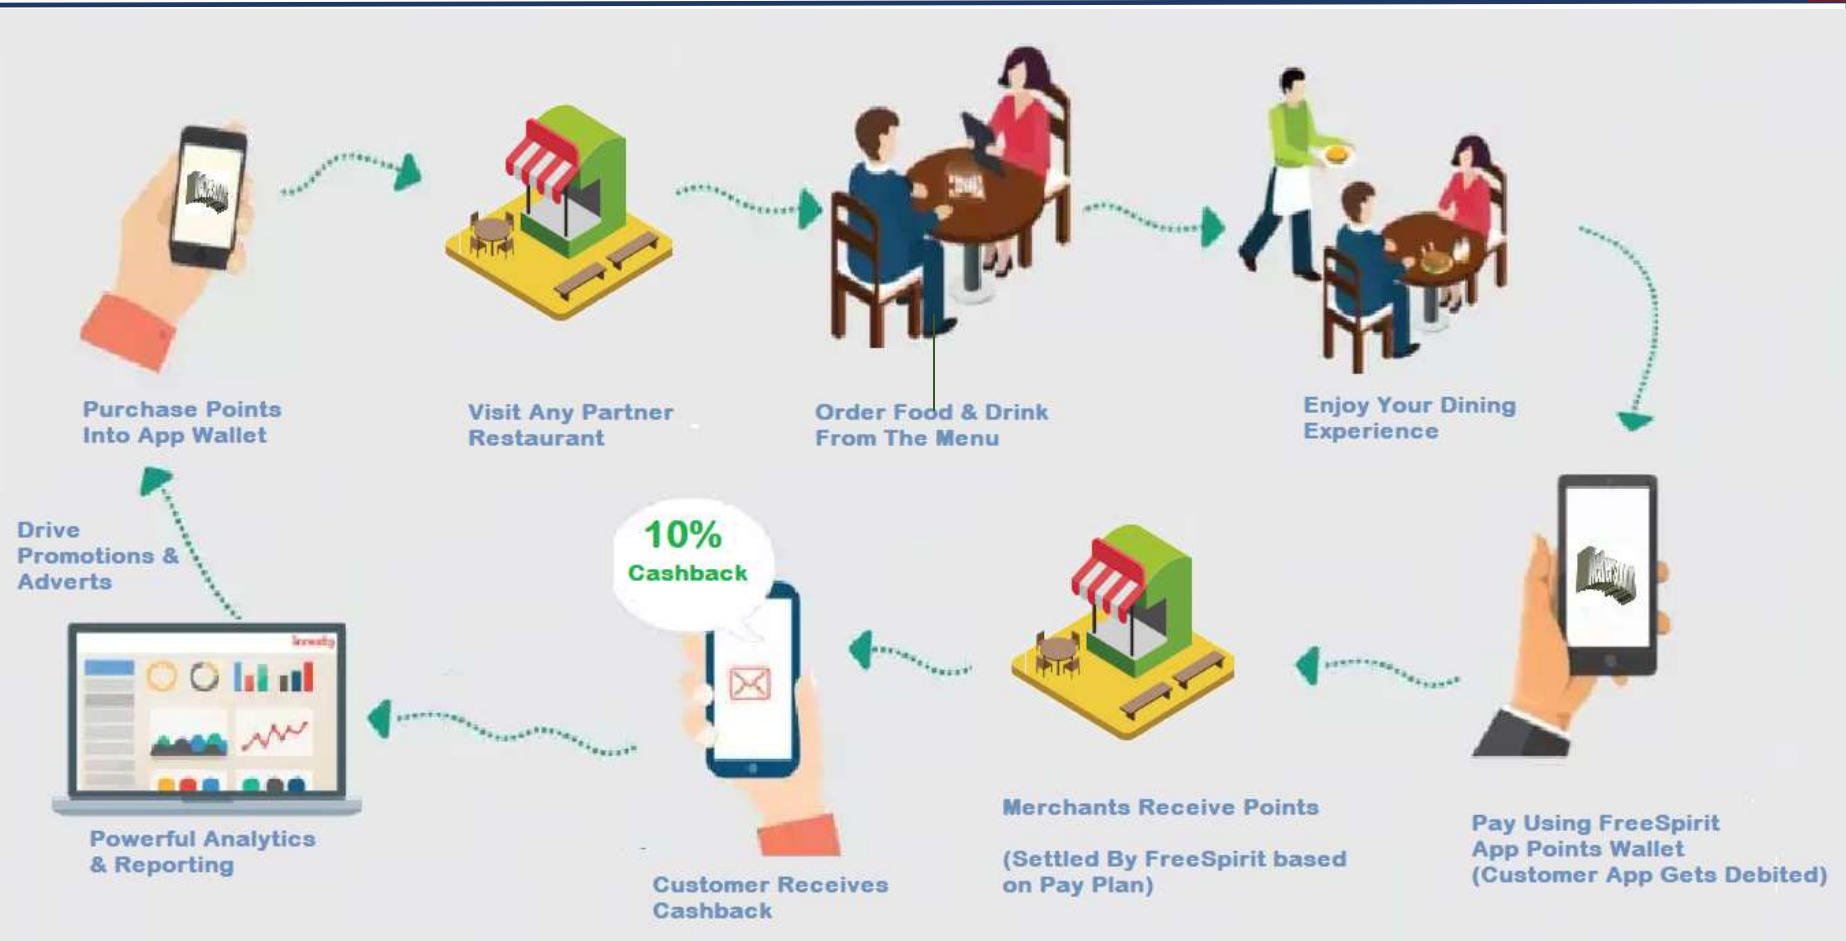 Purchase Points
Into App Wallet
Visit Any Partner
Restaurant
Order Food & Drink
From The Menu
Enjoy Your Dining
Experience
Pay Using FreeSpirit
App Points Wallet
(Customer App Gets Debited)
Merchants Receive Points
(Settled By FreeSpirit based
on Pay Plan)
10%
Cashback
Customer Receives
Cashback
Powerful Analytics
& Reporting
Drive
Promotions &
Adverts